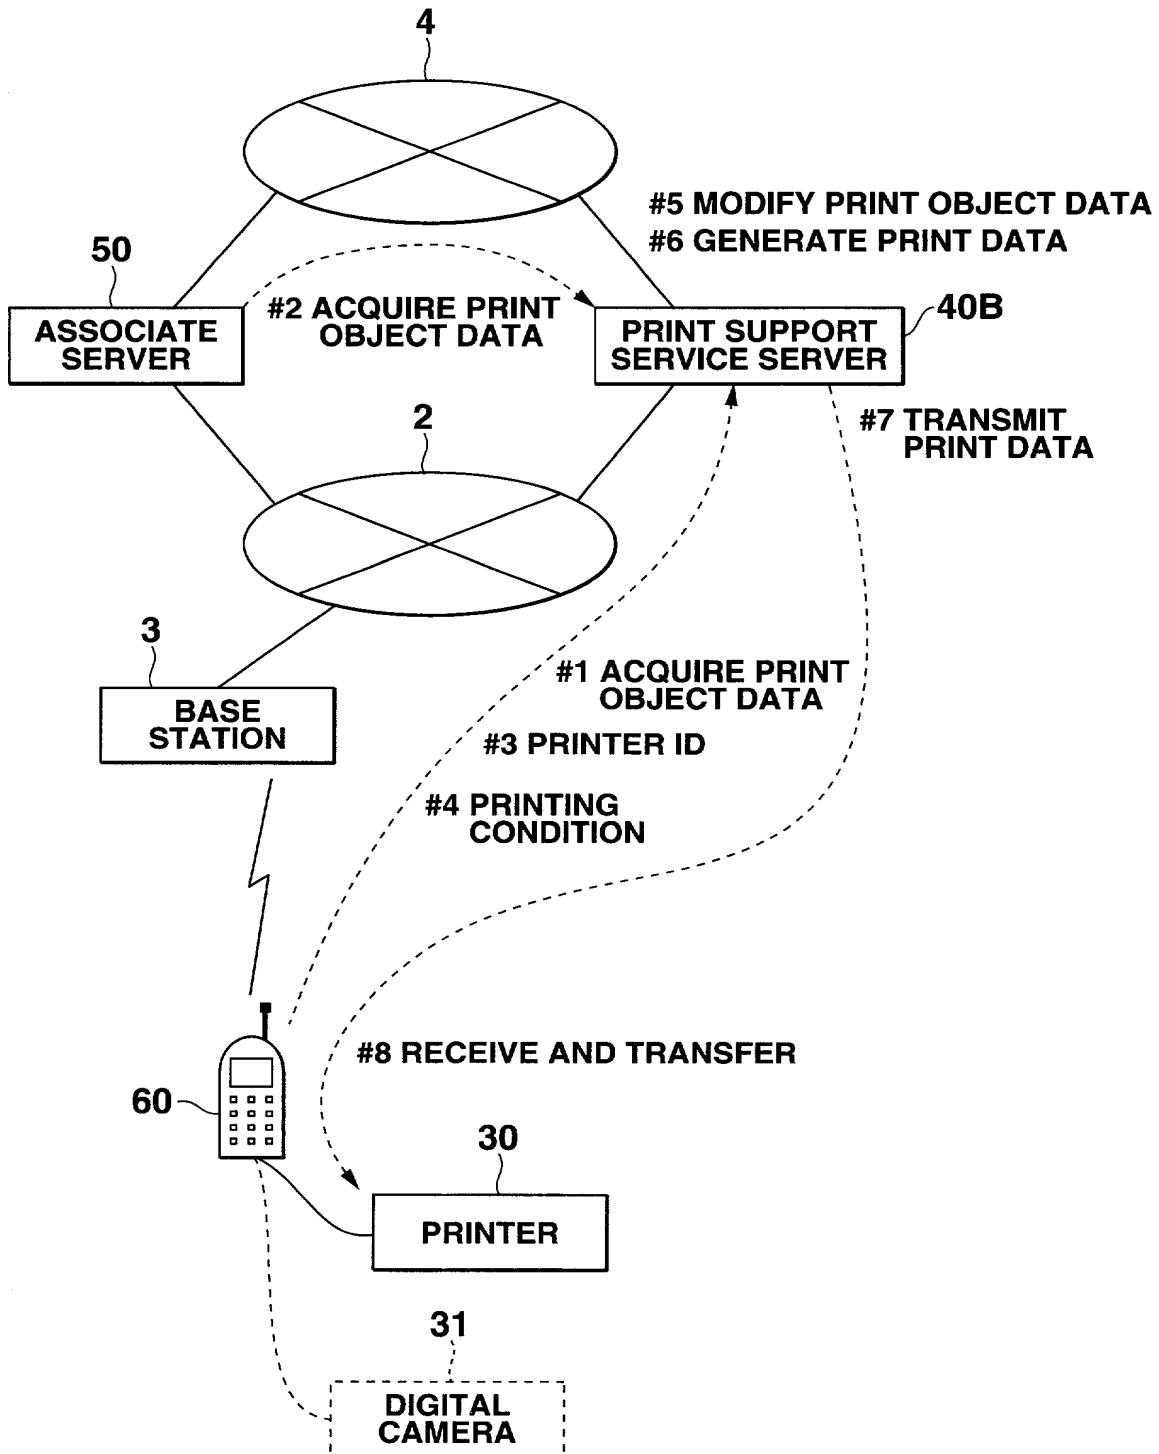 4
#5 MODIFY PRINT OBJECT DATA
#6 GENERATE PRINT DATA
50
#2 ACQUIRE PRINT
OBJECT DATA
ASSOCIATE
SERVER
PRINT SUPPORT
SERVICE SERVER
40B
#7 TRANSMIT
PRINT DATA
2
3
BASE
STATION
#1 ACQUIRE PRINT
OBJECT DATA
#3 PRINTER ID
#4 PRINTING
CONDITION
#8 RECEIVE AND TRANSFER
60
30
PRINTER
31
DIGITAL
CAMERA